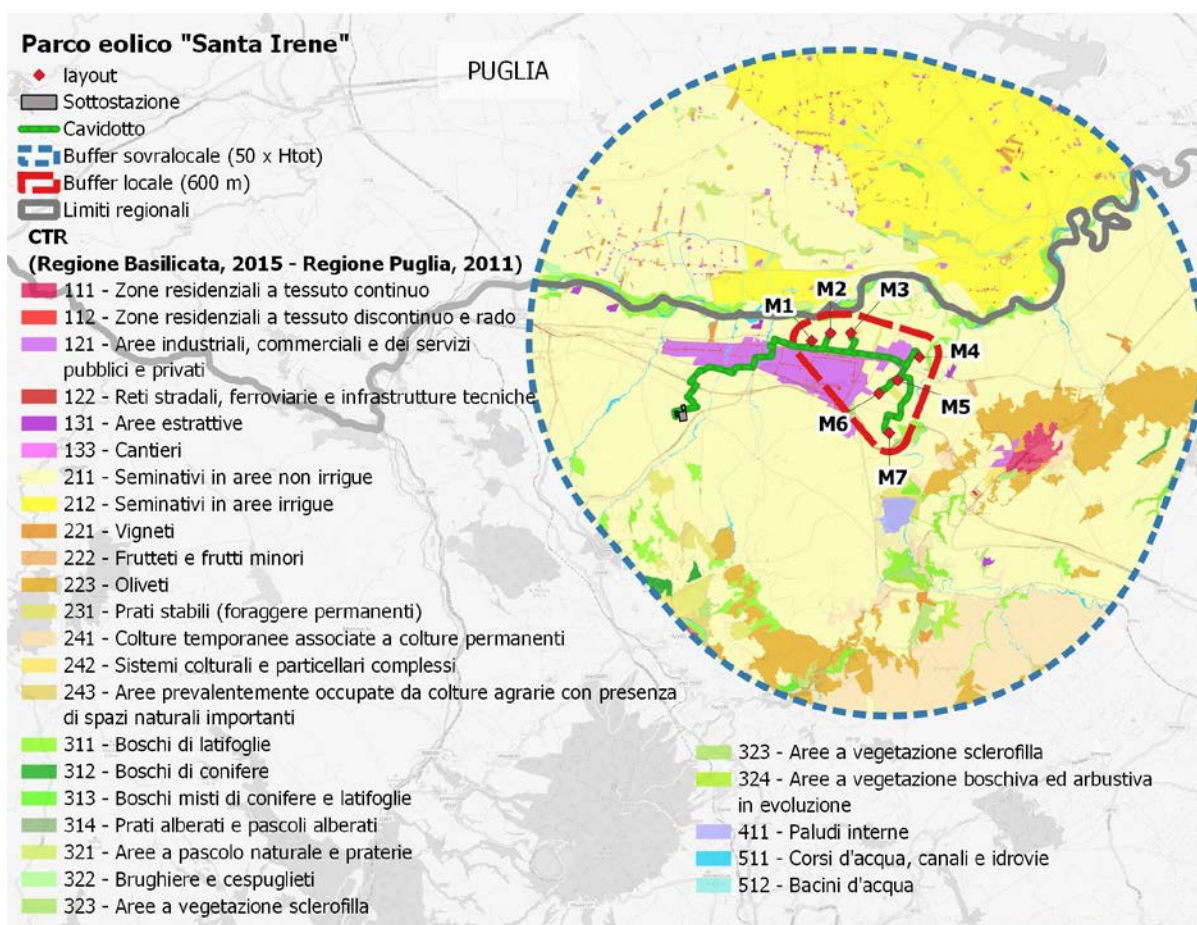 Parco eolico "Santa Irene"
layout
Sottostazione
Cavidotto
Buffer sovralocale (50 x Htot)
Buffer locale (600 m)
Limiti regionali
CTR
(Regione Basilicata, 2015 - Regione Puglia, 2011)
111 - Zone residenziali a tessuto continuo
112 - Zone residenziali a tessuto discontinuo e rado
121 - Aree industriali, commerciali e dei servizi
pubblici e privati
122 - Reti stradali, ferroviarie e infrastrutture tecniche
131 - Aree estrattive
133 - Cantieri
211 - Seminativi in aree non irrigue
212 - Seminativi in aree irrigue
221 - Vigneti
222 - Frutteti e frutti minori
223 - Oliveti
231 - Prati stabili (foraggere permanenti)
241 - Colture temporanee associate a colture permanenti
242 - Sistemi colturali e particellari complessi
243 - Aree prevalentemente occupate da colture agrarie con presenza
di spazi naturali importanti
311 - Boschi di latifoglie
312 - Boschi di conifere
313 - Boschi misti di conifere e latifoglie
314 - Prati alberati e pascoli alberati
321 - Aree a pascolo naturale e praterie
322 - Brughiere e cespuglieti
323 - Aree a vegetazione sclerofilla
323 - Aree a vegetazione sclerofilla
324 - Aree a vegetazione boschiva ed arbustiva
in evoluzione
411 - Paludi interne
511 - Corsi d'acqua, canali e idrovie
512 - Bacini d'acqua
PUGLIA
M1
M2
M3
M4
M5
M6
M7